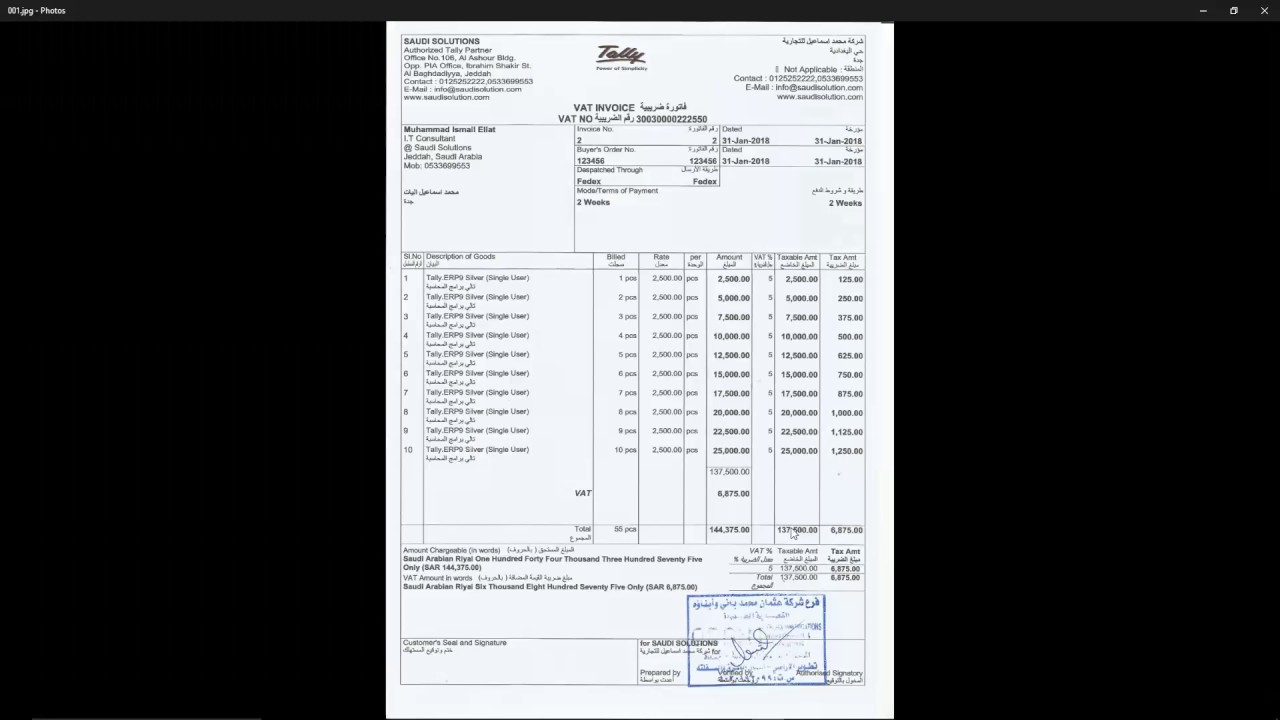 001.jpg - Photos
SAUDI SOLUTIONS
Authorized Tally Partner
Office No.106, Al Ashour Bldg.
Opp. PIA Office, Ibrahim Shakir St.
Al Baghdadiyya, Jeddah
Contact : 0125252222,0533699553
E-Mail : info@saudisolution.com
www.saudisolution.com
Tally
Power of Simplicity
شركة محمد اسماعيل للتجارية
حي البغدادية
جدة
المنطقة : Not Applicable
Contact : 0125252222,0533699553
E-Mail : info@saudisolution.com
www.saudisolution.com
VAT INVOICE فاتورة ضريبية
VAT NO رقم الضريبية 30030000222550
Muhammad Ismail Ellat
I.T Consultant
@ Saudi Solutions
Jeddah, Saudi Arabia
Mob: 0533699553
محمد اسماعيل اليات
جدة
Invoice No. رقم الفاتورة Dated مؤرخة
2 2 31-Jan-2018 31-Jan-2018
Buyer's Order No. رقم الفاتورة Dated مؤرخة
123456 123456 31-Jan-2018 31-Jan-2018
Despatched Through طريقة الارسال
Fedex Fedex
Mode/Terms of Payment طريقة و شروط الدفع
2 Weeks 2 Weeks
Sl.No Description of Goods Billed Rate per Amount VAT % Taxable Amt Tax Amt
البيان سجلت معدل الوحدة المبلغ المبلغ الخاضع مبلغ الضريبة
1 Tally.ERP9 Silver (Single User) 1 pcs 2,500.00 pcs 2,500.00 5 2,500.00 125.00
تالي برامج المحاسبة
2 Tally.ERP9 Silver (Single User) 2 pcs 2,500.00 pcs 5,000.00 5 5,000.00 250.00
تالي برامج المحاسبة
3 Tally.ERP9 Silver (Single User) 3 pcs 2,500.00 pcs 7,500.00 5 7,500.00 375.00
تالي برامج المحاسبة
4 Tally.ERP9 Silver (Single User) 4 pcs 2,500.00 pcs 10,000.00 5 10,000.00 500.00
تالي برامج المحاسبة
5 Tally.ERP9 Silver (Single User) 5 pcs 2,500.00 pcs 12,500.00 5 12,500.00 625.00
تالي برامج المحاسبة
6 Tally.ERP9 Silver (Single User) 6 pcs 2,500.00 pcs 15,000.00 5 15,000.00 750.00
تالي برامج المحاسبة
7 Tally.ERP9 Silver (Single User) 7 pcs 2,500.00 pcs 17,500.00 5 17,500.00 875.00
تالي برامج المحاسبة
8 Tally.ERP9 Silver (Single User) 8 pcs 2,500.00 pcs 20,000.00 5 20,000.00 1,000.00
تالي برامج المحاسبة
9 Tally.ERP9 Silver (Single User) 9 pcs 2,500.00 pcs 22,500.00 5 22,500.00 1,125.00
تالي برامج المحاسبة
10 Tally.ERP9 Silver (Single User) 10 pcs 2,500.00 pcs 25,000.00 5 25,000.00 1,250.00
تالي برامج المحاسبة
137,500.00
VAT 6,875.00
Total 55 pcs 144,375.00 137,500.00 6,875.00
المجموع
Amount Chargeable (in words) المبلغ المستحق ( بالحروف)
Saudi Arabian Riyal One Hundred Forty Four Thousand Three Hundred Seventy Five
Only (SAR 144,375.00)
VAT Amount in words مبلغ ضريبة القيمة المضافة ( بالحروف)
Saudi Arabian Riyal Six Thousand Eight Hundred Seventy Five Only (SAR 6,875.00)
VAT % Taxable Amt Tax Amt
معدل الضريبة % المبلغ الخاضع مبلغ الضريبة
5 137,500.00 6,875.00
Total 137,500.00 6,875.00
المجموع
فرع شركة عثمان محمد
Customer's Seal and Signature
ختم وتوقيع المستهلك
for SAUDI SOLUTIONS
for شركة محمد اسماعيل للتجارية
Prepared by Verified by Authorised Signatory
أعدت بواسطة